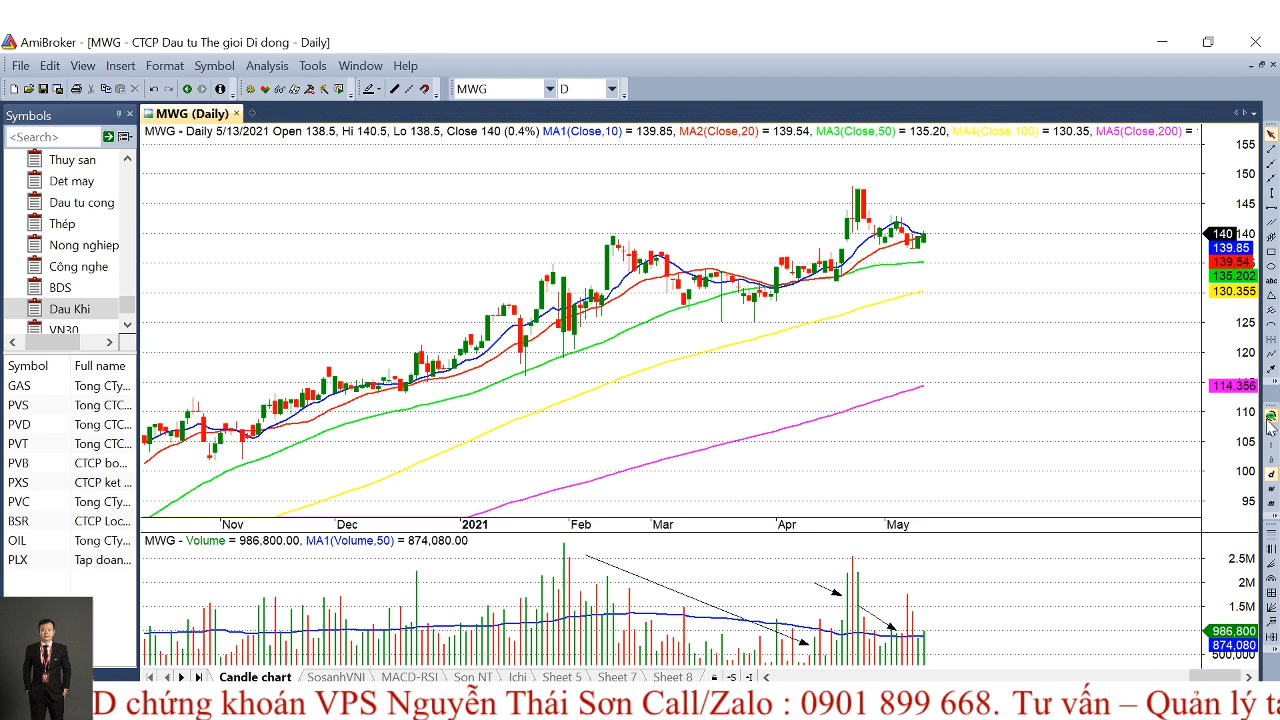 AmiBroker - [MWG - CTCP Dau tu The gioi Di dong - Daily]
File Edit View Insert Format Symbol Analysis Tools Window Help
MWG D
Symbols
MWG (Daily)
<Search>
MWG - Daily 5/13/2021 Open 138.5, Hi 140.5, Lo 138.5, Close 140 (0.4%) MA1(Close,10) = 139.85, MA2(Close,20) = 139.54, MA3(Close,50) = 135.20, MA4(Close,100) = 130.35, MA5(Close,200) =
Thuy san
Det may
Dau tu cong
Thép
Nong nghiep
Công nghe
BDS
Dau Khi
VN30
Symbol Full name
GAS Tong CTy...
PVS Tong CTC...
PVD Tong CTC...
PVT Tong CTC...
PVB CTCP bo...
PXS CTCP ket ...
PVC Tong CTy...
BSR CTCP Loc...
OIL Tong CTy...
PLX Tap doan...
155
150
145
140 140
139.85
139.54
135.202
130.355
125
120
114.356
110
105
100
95
Nov Dec 2021 Feb Mar Apr May
MWG - Volume = 986,800.00, MA1(Volume,50) = 874,080.00
2.5M
2M
1.5M
986,800
874,080
500,000
Candle chart SosanhVNI MACD-RSI Son NT Ichi Sheet 5 Sheet 7 Sheet 8
D chứng khoán VPS Nguyễn Thái Sơn Call/Zalo : 0901 899 668. Tư vấn – Quản lý tà